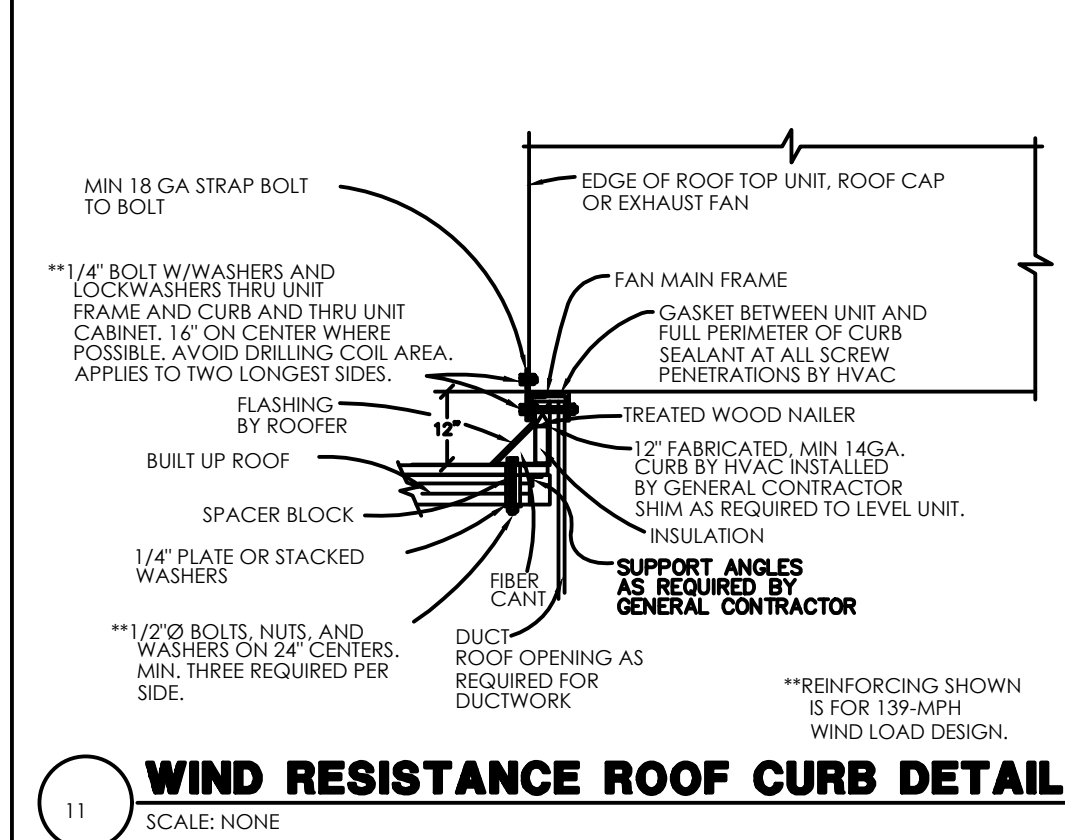 MIN 18 GA STRAP BOLT
TO BOLT
**1/4" BOLT W/WASHERS AND
LOCKWASHERS THRU UNIT
FRAME AND CURB AND THRU UNIT
CABINET. 16" ON CENTER WHERE
POSSIBLE. AVOID DRILLING COIL AREA.
APPLIES TO TWO LONGEST SIDES.
FLASHING
BY ROOFER
12"
BUILT UP ROOF
SPACER BLOCK
1/4" PLATE OR STACKED
WASHERS
**1/2"Ø BOLTS, NUTS, AND
WASHERS ON 24" CENTERS.
MIN. THREE REQUIRED PER
SIDE.
EDGE OF ROOF TOP UNIT, ROOF CAP
OR EXHAUST FAN
FAN MAIN FRAME
GASKET BETWEEN UNIT AND
FULL PERIMETER OF CURB
SEALANT AT ALL SCREW
PENETRATIONS BY HVAC
TREATED WOOD NAILER
12" FABRICATED, MIN 14GA.
CURB BY HVAC INSTALLED
BY GENERAL CONTRACTOR
SHIM AS REQUIRED TO LEVEL UNIT.
INSULATION
SUPPORT ANGLES
AS REQUIRED BY
GENERAL CONTRACTOR
FIBER
CANT
DUCT
ROOF OPENING AS
REQUIRED FOR
DUCTWORK
**REINFORCING SHOWN
IS FOR 139-MPH
WIND LOAD DESIGN.
11
WIND RESISTANCE ROOF CURB DETAIL
SCALE: NONE